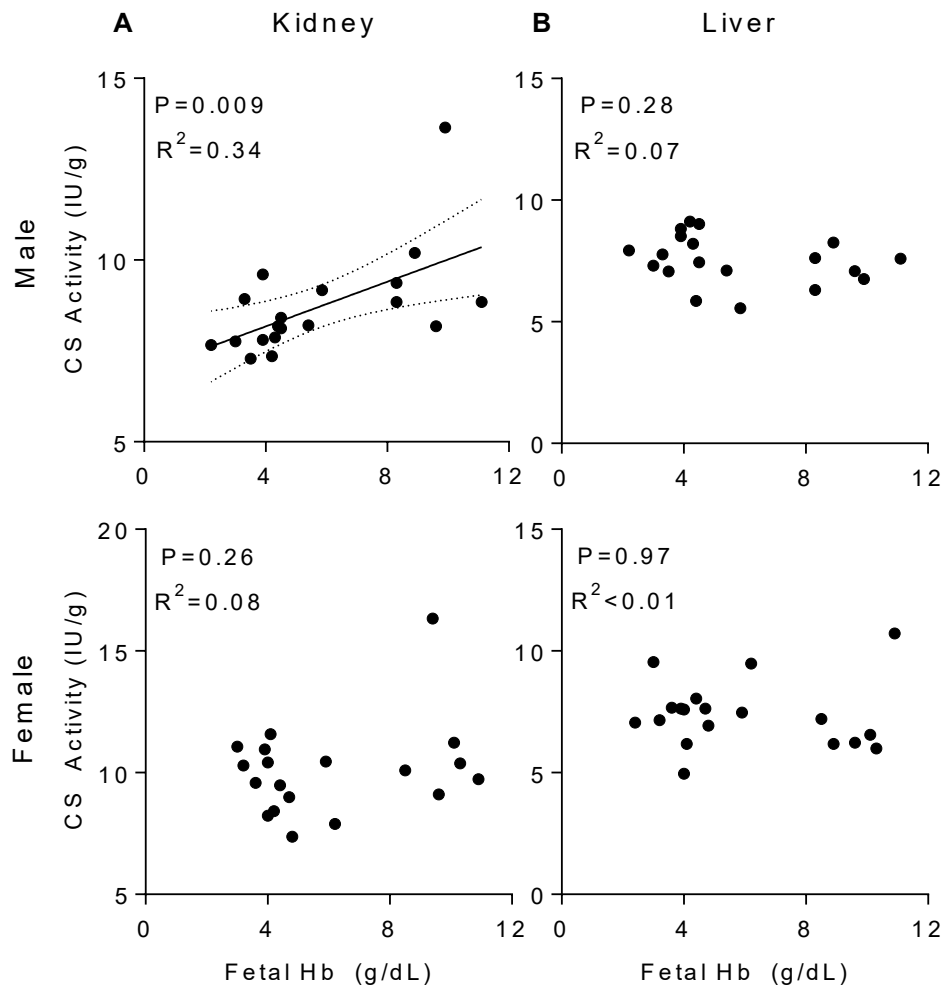 A Kidney
B Liver
Male
CS Activity (IU/g)
15
10
5
P=0.009
R²=0.34
0 4 8 12
15
10
5
0
P=0.28
R²=0.07
0 4 8 12
Female
CS Activity (IU/g)
20
15
10
5
P=0.26
R²=0.08
0 4 8 12
Fetal Hb (g/dL)
15
10
5
0
P=0.97
R²<0.01
0 4 8 12
Fetal Hb (g/dL)